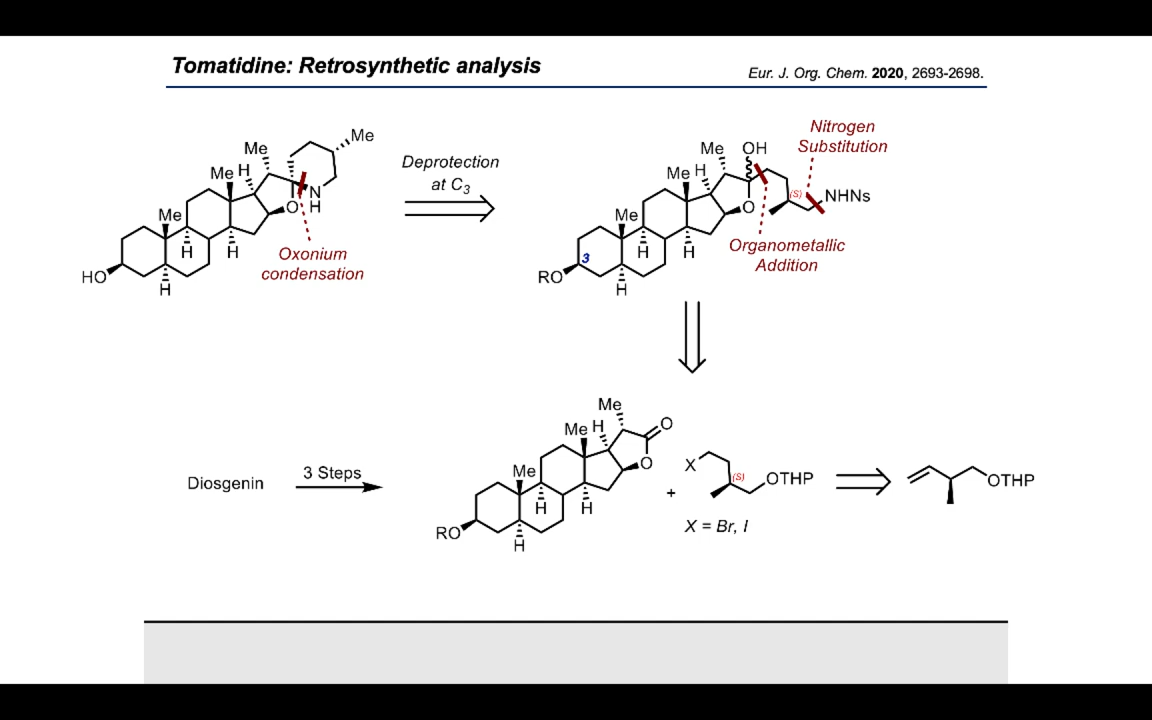 Tomatidine: Retrosynthetic analysis
Eur. J. Org. Chem. 2020, 2693-2698.
Me
Me
Me
H
N
H
O
Me
H
H
HO
H
Oxonium
condensation
Deprotection
at C3
Nitrogen
Substitution
Me
OH
Me
H
(S)
NHNs
O
Me
H
H
3
RO
H
Organometallic
Addition
Diosgenin
3 Steps
Me
Me
H
O
O
Me
H
H
RO
H
+
X
(S)
OTHP
X = Br, I
OTHP